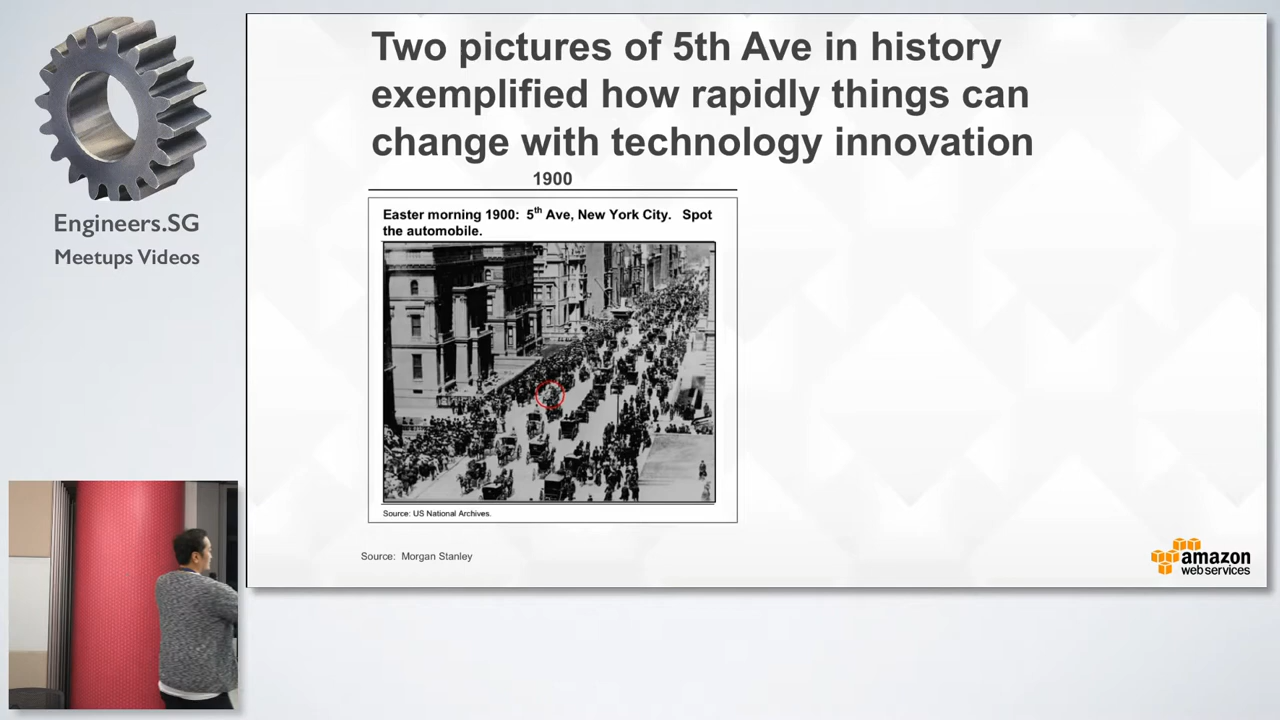 Engineers.SG
Meetups Videos
Two pictures of 5th Ave in history
exemplified how rapidly things can
change with technology innovation
1900
Easter morning 1900:  5th Ave, New York City.   Spot
the automobile.
Source: US National Archives.
Source:  Morgan Stanley
amazon
web services